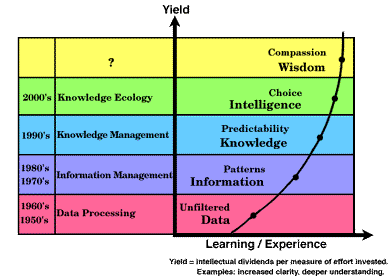 Yield
? Compassion
Wisdom
2000's Knowledge Ecology Choice
Intelligence
1990's Knowledge Management Predictability
Knowledge
1980's Information Management Patterns
1970's Information
1960's Data Processing Unfiltered
1950's Data
Learning / Experience
Yield = intellectual dividends per measure of effort invested.
Examples: increased clarity, deeper understanding.